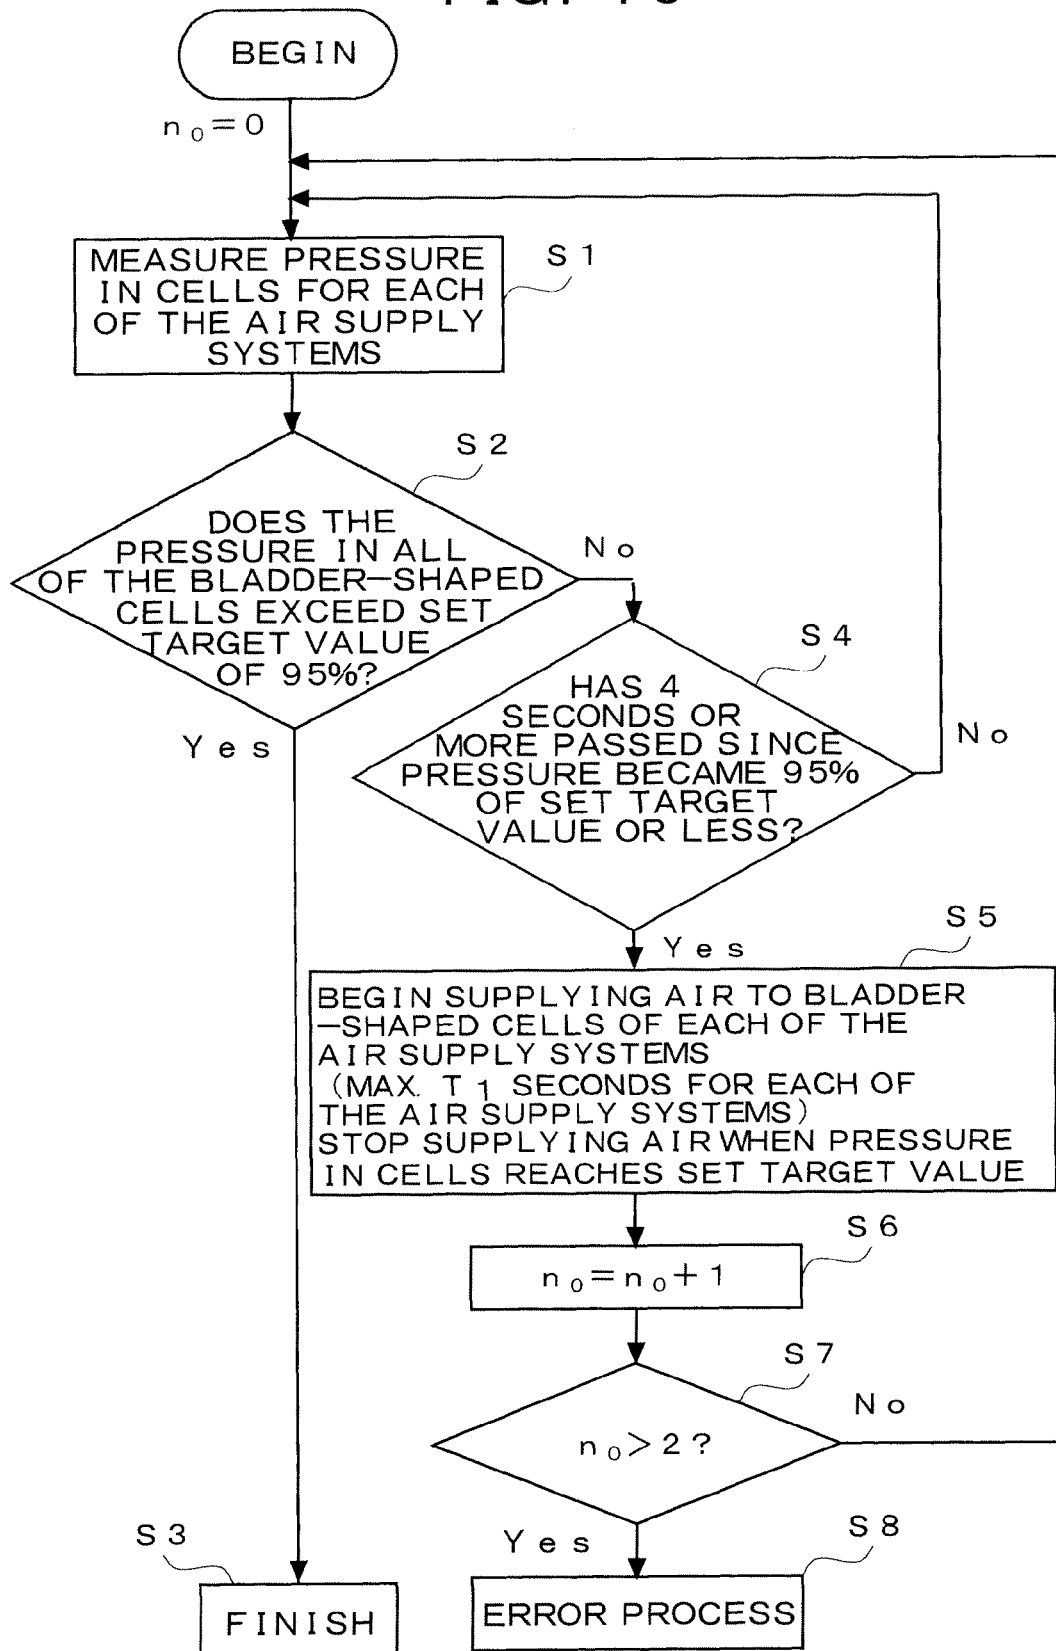 BEGIN
n₀=0
MEASURE PRESSURE
IN CELLS FOR EACH
OF THE AIR SUPPLY
SYSTEMS
S1
S2
DOES THE
PRESSURE IN ALL
OF THE BLADDER-SHAPED
CELLS EXCEED SET
TARGET VALUE
OF 95%?
No
Yes
S4
HAS 4
SECONDS OR
MORE PASSED SINCE
PRESSURE BECAME 95%
OF SET TARGET
VALUE OR LESS?
No
Yes
S5
BEGIN SUPPLYING AIR TO BLADDER
-SHAPED CELLS OF EACH OF THE
AIR SUPPLY SYSTEMS
(MAX. T1 SECONDS FOR EACH OF
THE AIR SUPPLY SYSTEMS)
STOP SUPPLYING AIR WHEN PRESSURE
IN CELLS REACHES SET TARGET VALUE
S6
n₀=n₀+1
S7
n₀>2?
No
Yes
S3
FINISH
S8
ERROR PROCESS